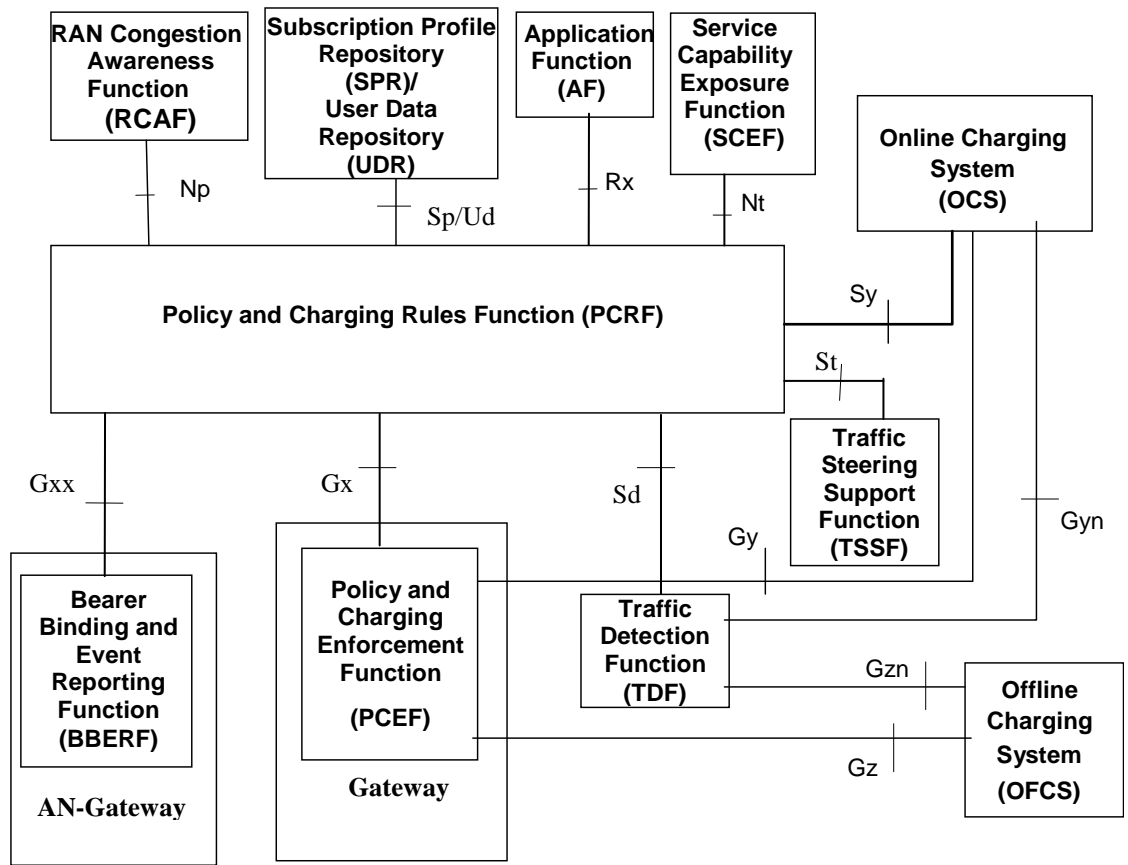 RAN Congestion
Awareness
Function
(RCAF)
Subscription Profile
Repository
(SPR)/
User Data
Repository
(UDR)
Application
Function
(AF)
Service
Capability
Exposure
Function
(SCEF)
Online Charging
System
(OCS)
Np
Sp/Ud
Rx
Nt
Policy and Charging Rules Function (PCRF)
Sy
St
Traffic
Steering
Support
Function
(TSSF)
Gxx
Gx
Sd
Gy
Gyn
Bearer
Binding and
Event
Reporting
Function
(BBERF)
AN-Gateway
Policy and
Charging
Enforcement
Function
(PCEF)
Gateway
Traffic
Detection
Function
(TDF)
Gzn
Gz
Offline
Charging
System
(OFCS)